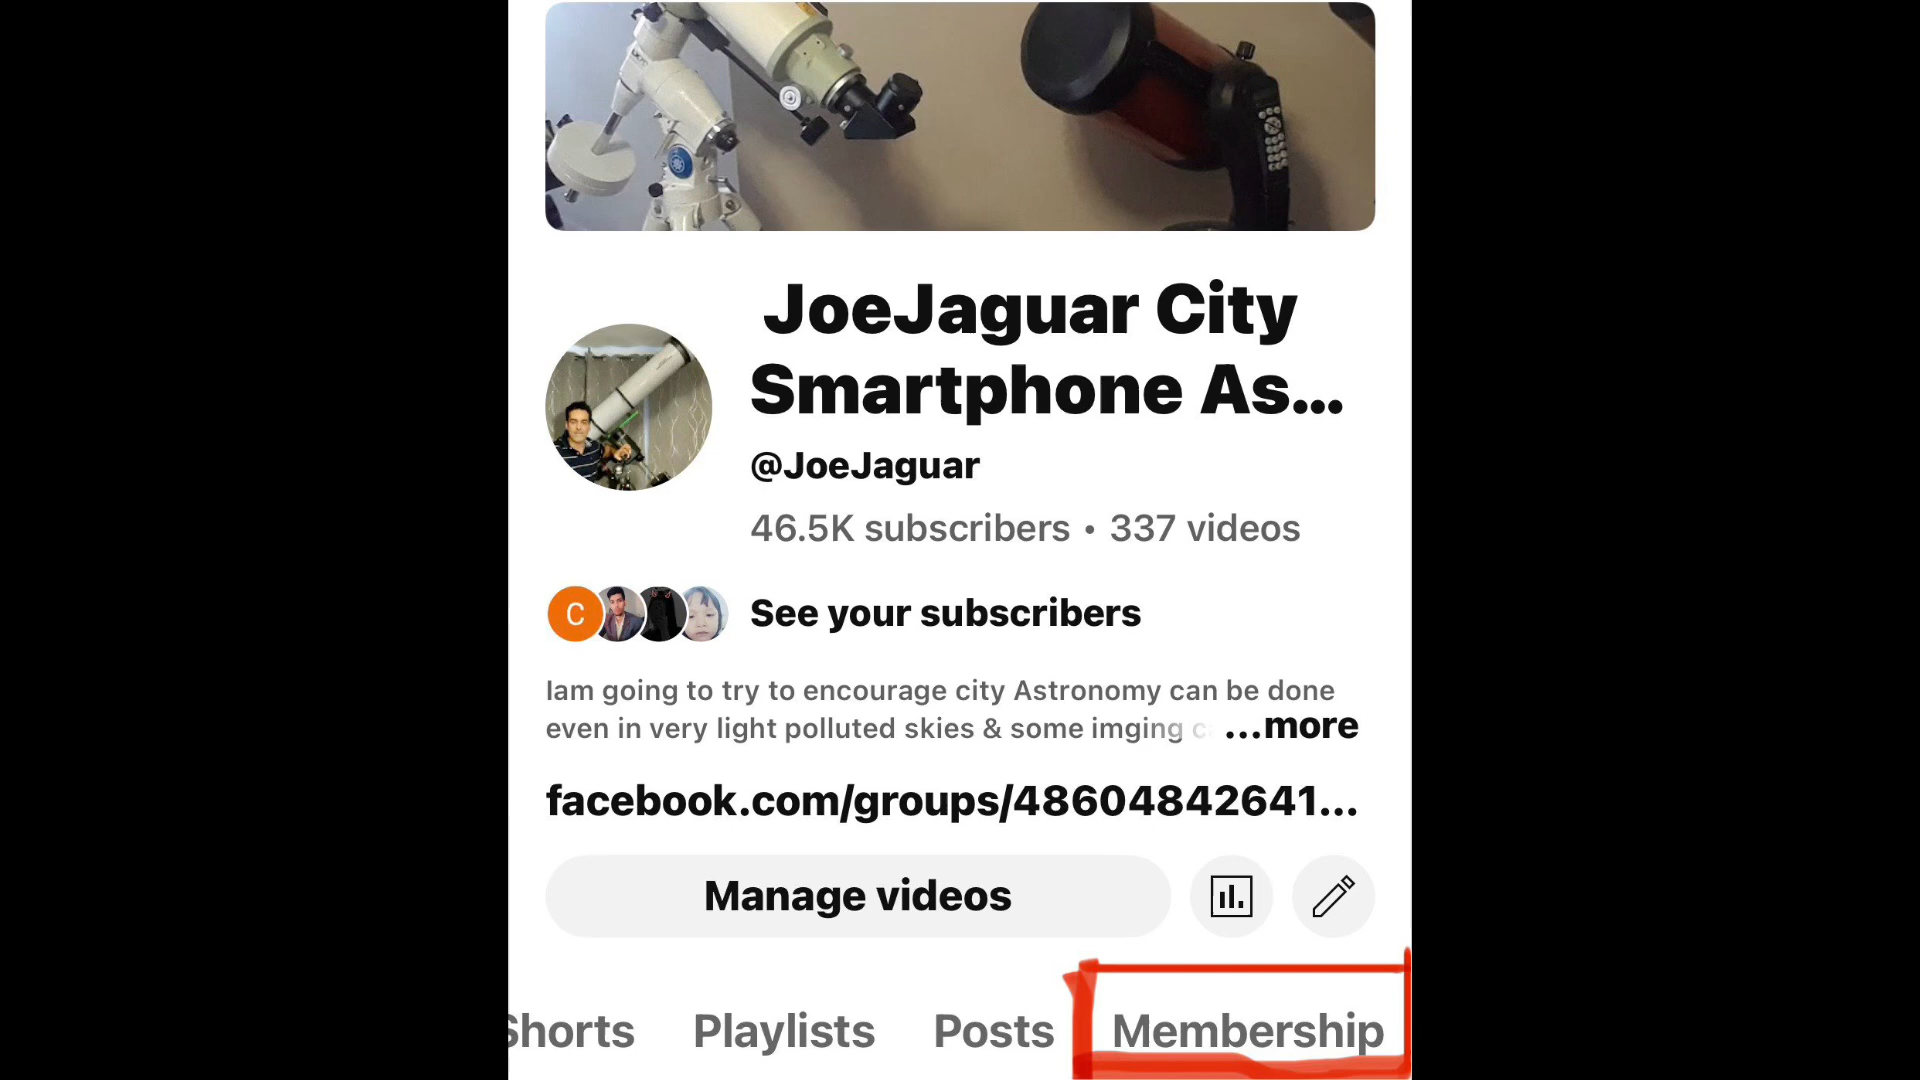 JoeJaguar City
Smartphone As...
@JoeJaguar
46.5K subscribers • 337 videos
C
See your subscribers
Iam going to try to encourage city Astronomy can be done
even in very light polluted skies & some imging c ...more
facebook.com/groups/48604842641...
Manage videos
Shorts Playlists Posts Membership